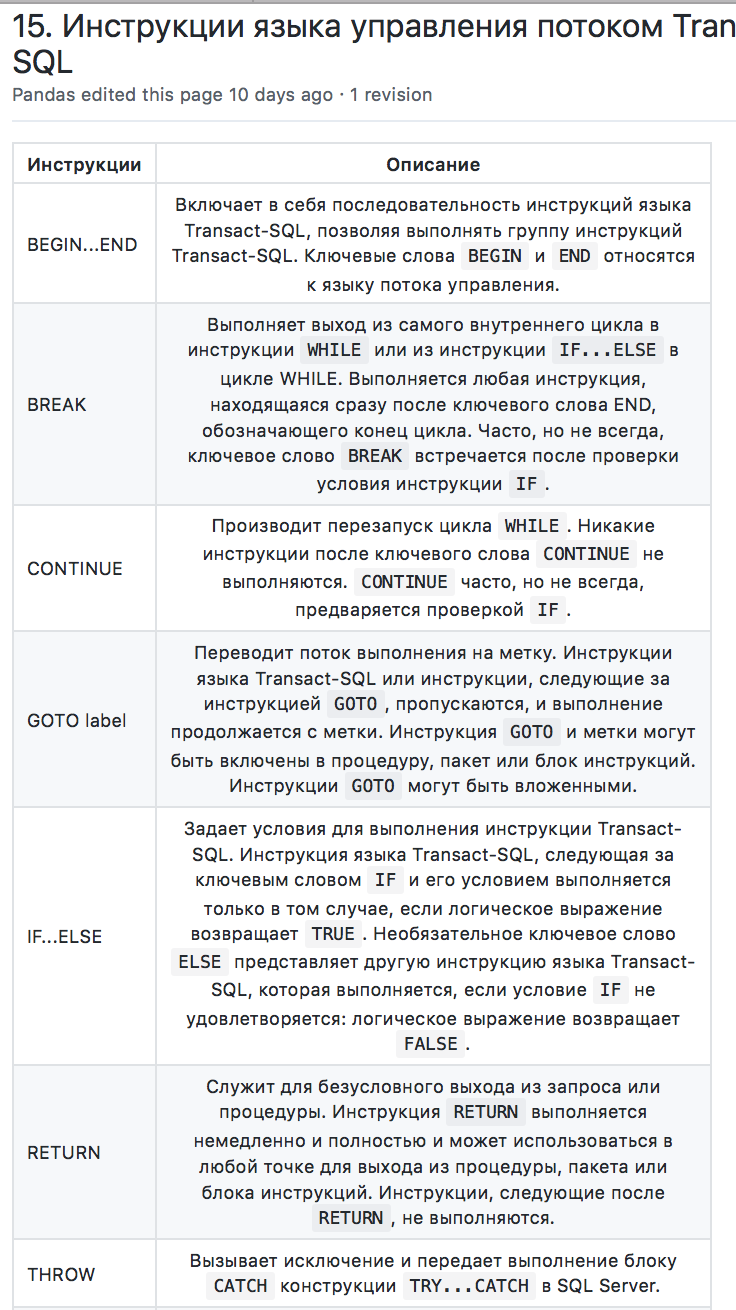 15. Инструкции языка управления потоком Tran
SQL
Pandas edited this page 10 days ago · 1 revision
Инструкции
Описание
BEGIN...END
Включает в себя последовательность инструкций языка
Transact-SQL, позволяя выполнять группу инструкций
Transact-SQL. Ключевые слова BEGIN и END относятся
к языку потока управления.
BREAK
Выполняет выход из самого внутреннего цикла в
инструкции WHILE или из инструкции IF...ELSE в
цикле WHILE. Выполняется любая инструкция,
находящаяся сразу после ключевого слова END,
обозначающего конец цикла. Часто, но не всегда,
ключевое слово BREAK встречается после проверки
условия инструкции IF .
CONTINUE
Производит перезапуск цикла WHILE . Никакие
инструкции после ключевого слова CONTINUE не
выполняются. CONTINUE часто, но не всегда,
предваряется проверкой IF .
GOTO label
Переводит поток выполнения на метку. Инструкции
языка Transact-SQL или инструкции, следующие за
инструкцией GOTO , пропускаются, и выполнение
продолжается с метки. Инструкция GOTO и метки могут
быть включены в процедуру, пакет или блок инструкций.
Инструкции GOTO могут быть вложенными.
IF...ELSE
Задает условия для выполнения инструкции Transact-
SQL. Инструкция языка Transact-SQL, следующая за
ключевым словом IF и его условием выполняется
только в том случае, если логическое выражение
возвращает TRUE . Необязательное ключевое слово
ELSE представляет другую инструкцию языка Transact-
SQL, которая выполняется, если условие IF не
удовлетворяется: логическое выражение возвращает
FALSE .
RETURN
Служит для безусловного выхода из запроса или
процедуры. Инструкция RETURN выполняется
немедленно и полностью и может использоваться в
любой точке для выхода из процедуры, пакета или
блока инструкций. Инструкции, следующие после
RETURN , не выполняются.
THROW
Вызывает исключение и передает выполнение блоку
CATCH конструкции TRY...CATCH в SQL Server.